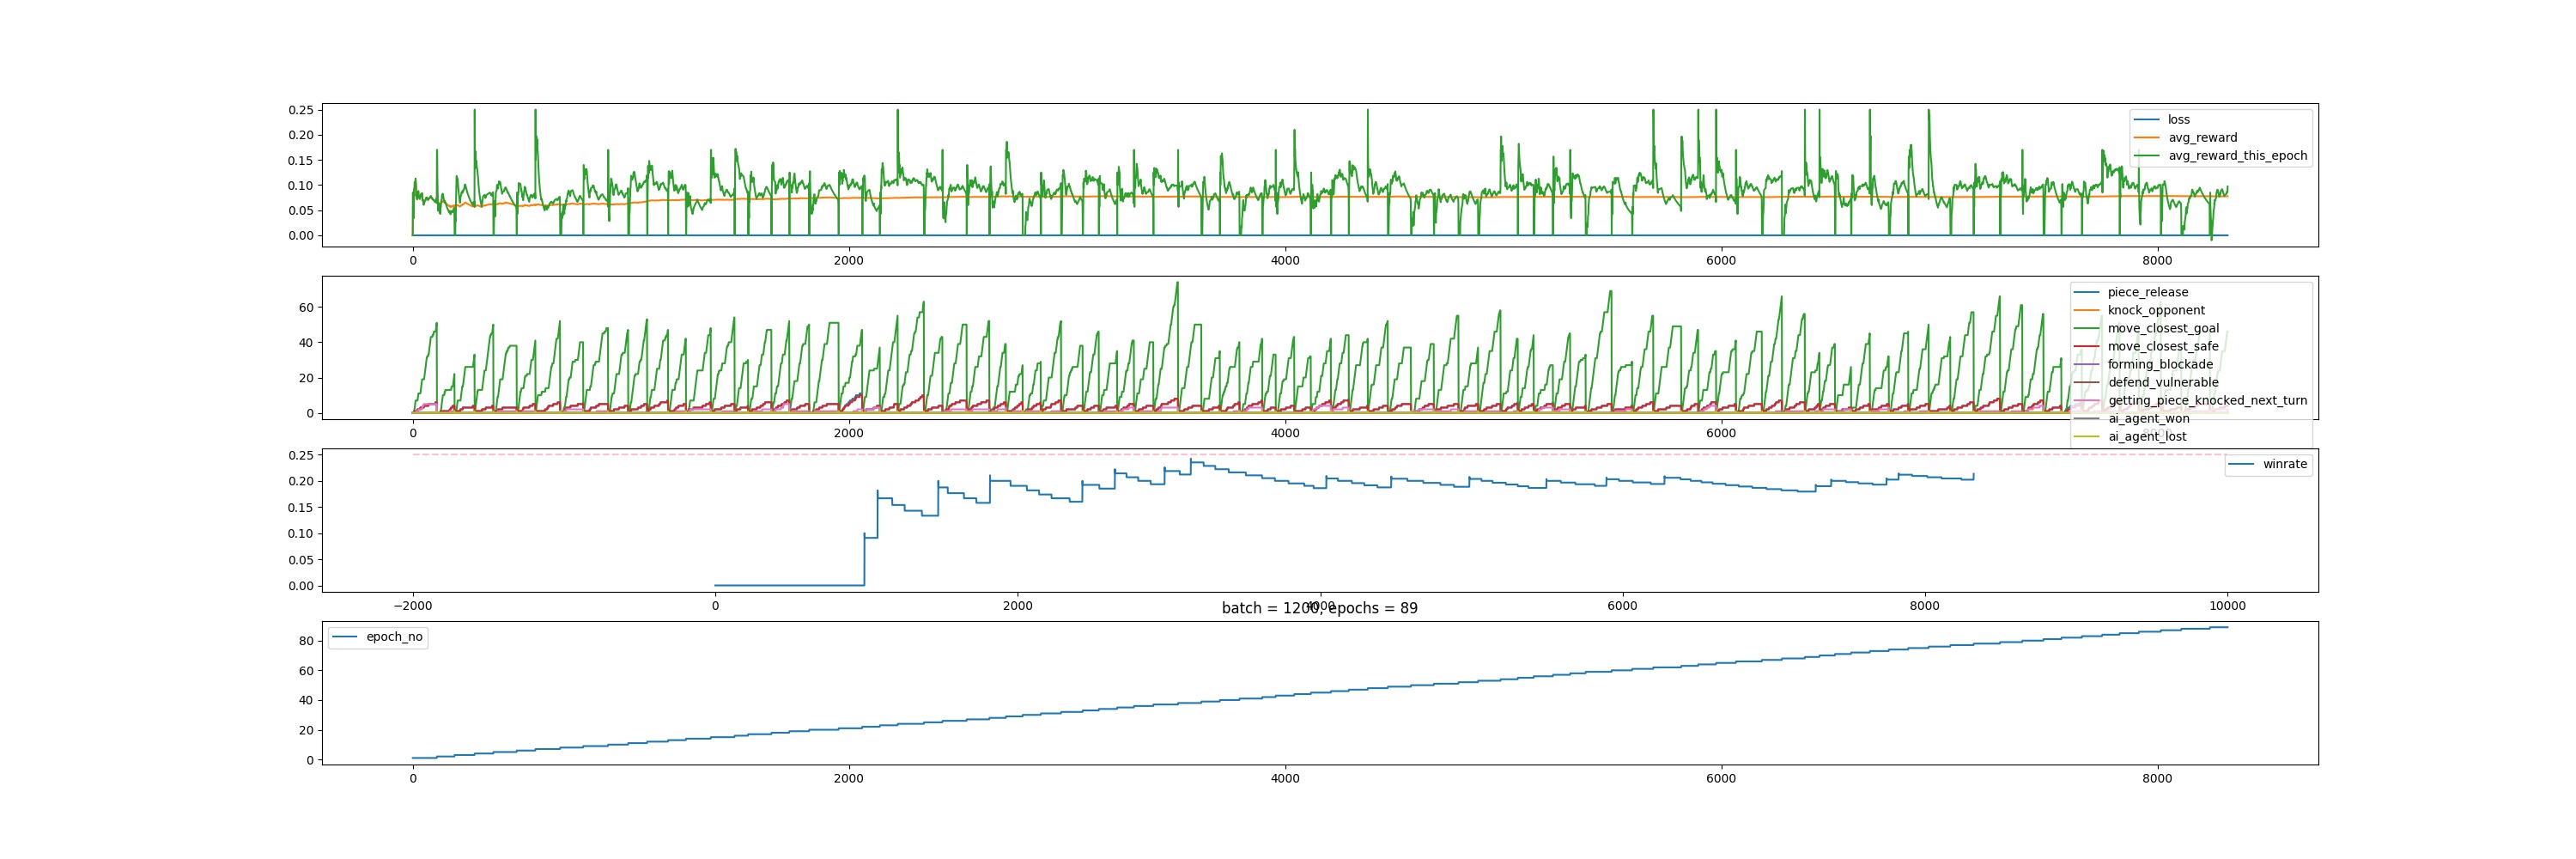 0.25
0.20
0.15
0.10
0.05
0.00
loss
avg_reward
avg_reward_this_epoch
0 2000 4000 6000 8000
60
40
20
0
piece_release
knock_opponent
move_closest_goal
move_closest_safe
forming_blockade
defend_vulnerable
getting_piece_knocked_next_turn
ai_agent_won
ai_agent_lost
0 2000 4000 6000 8000
0.25
0.20
0.15
0.10
0.05
0.00
winrate
−2000 0 2000 4000 6000 8000 10000
batch = 1200, epochs = 89
80
60
40
20
0
epoch_no
0 2000 4000 6000 8000